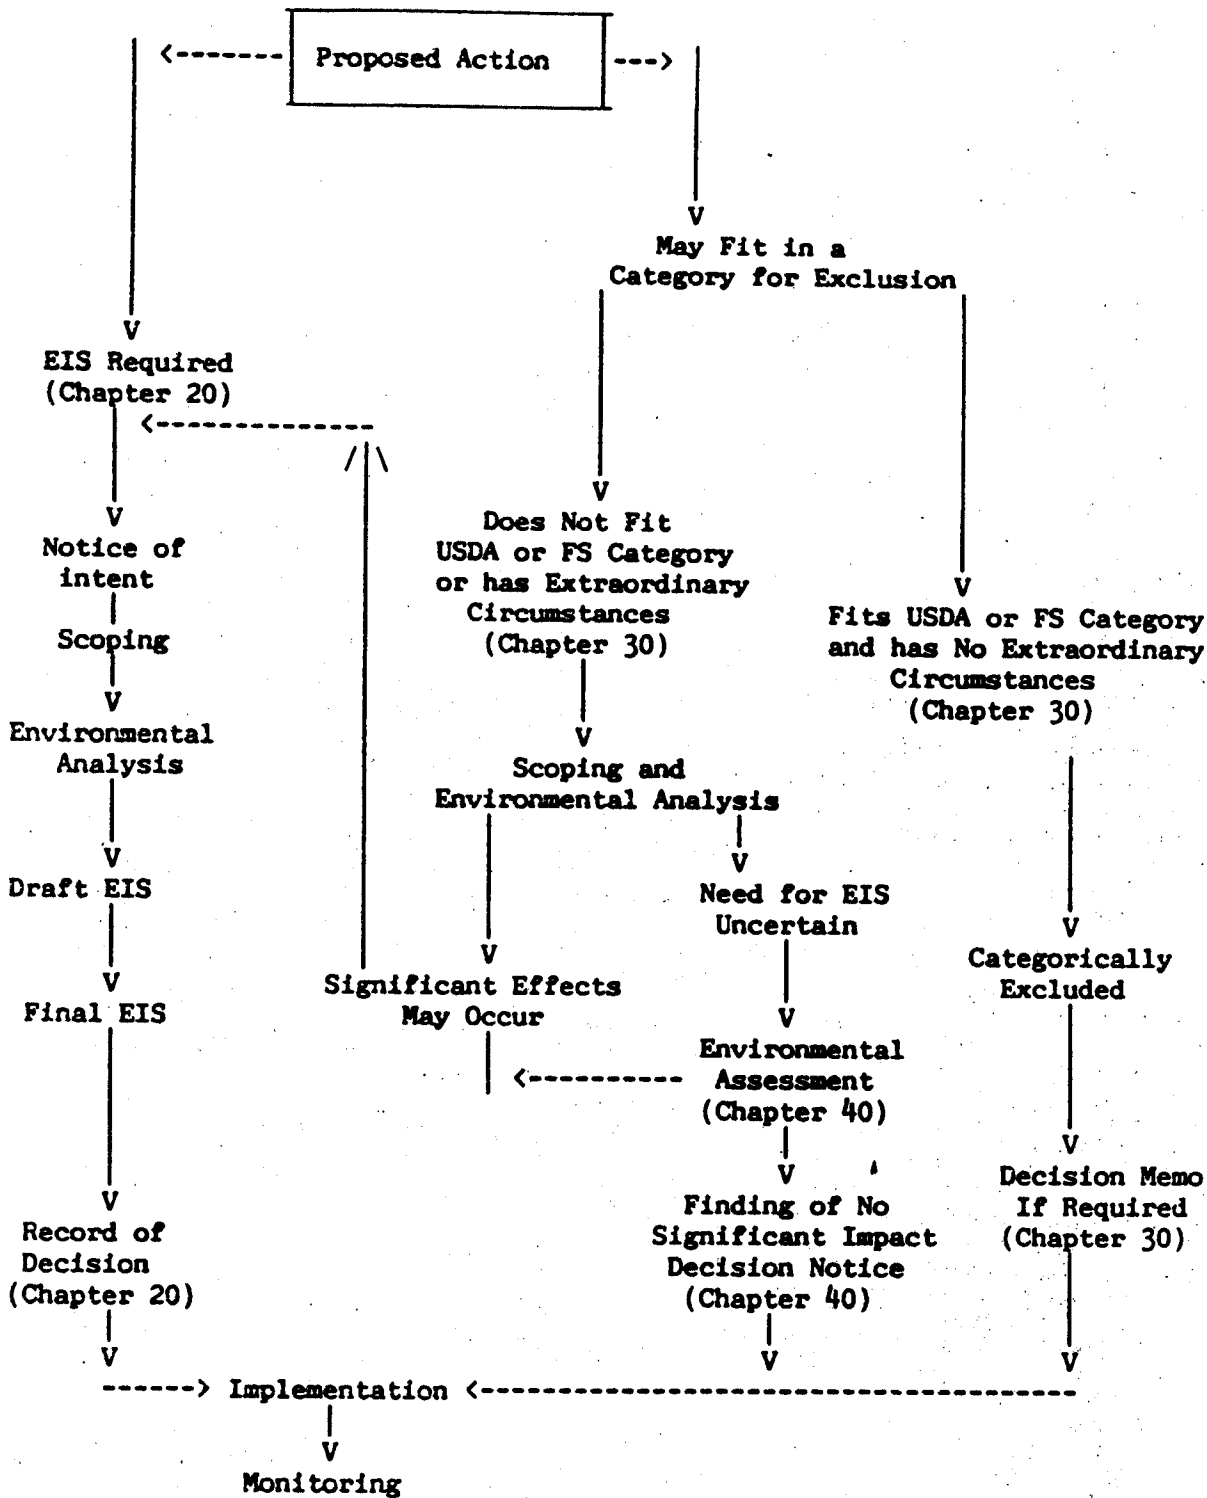 Proposed Action
May Fit in a
Category for Exclusion
EIS Required
(Chapter 20)
Notice of
intent
Scoping
Environmental
Analysis
Draft EIS
Final EIS
Record of
Decision
(Chapter 20)
Does Not Fit
USDA or FS Category
or has Extraordinary
Circumstances
(Chapter 30)
Scoping and
Environmental Analysis
Significant Effects
May Occur
Need for EIS
Uncertain
Environmental
Assessment
(Chapter 40)
Finding of No
Significant Impact
Decision Notice
(Chapter 40)
Fits USDA or FS Category
and has No Extraordinary
Circumstances
(Chapter 30)
Categorically
Excluded
Decision Memo
If Required
(Chapter 30)
Implementation
Monitoring